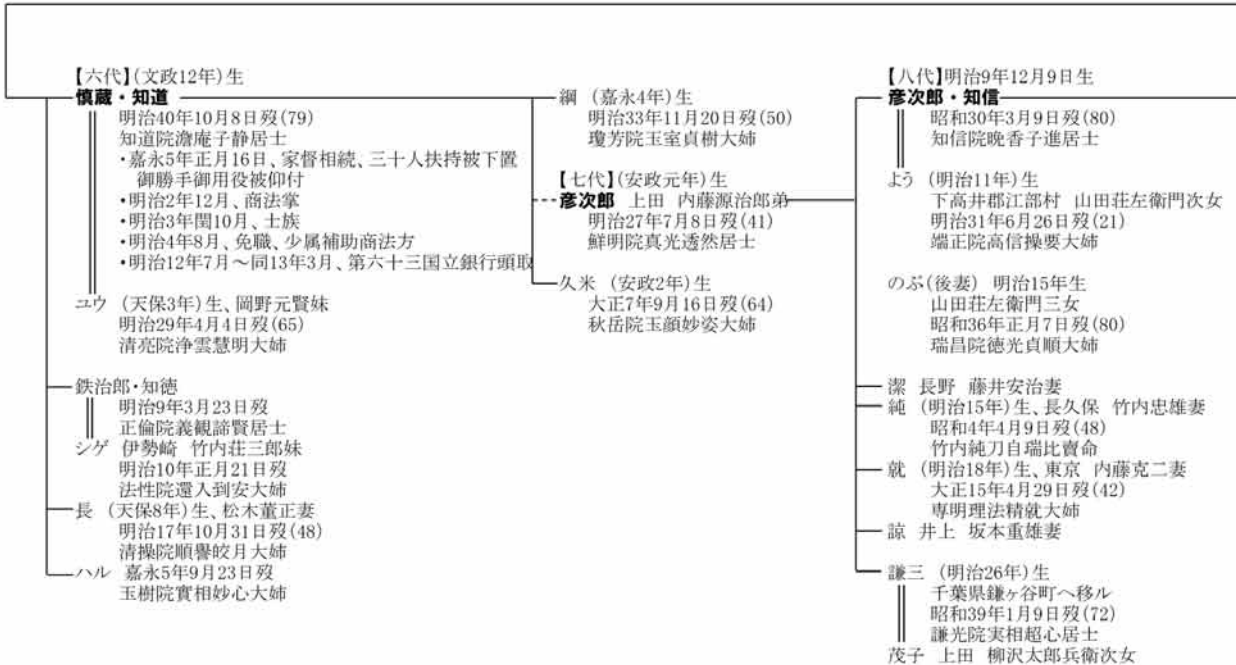 【六代】(文政12年)生
慎蔵・知道
明治40年10月8日歿(79)
知道院澹庵子静居士
・嘉永5年正月16日、家督相続、三十人扶持被下置
御勝手御用役被仰付
・明治2年12月、商法掌
・明治3年閏10月、士族
・明治4年8月、免職、少属補助商法方
・明治12年7月～同13年3月、第六十三国立銀行頭取
ユウ (天保3年)生、岡野元賢妹
明治29年4月4日歿(65)
清亮院浄雲慧明大姉
鉄治郎・知徳
明治9年3月23日歿
正倫院義観諦賢居士
シゲ 伊勢崎 竹内荘三郎妹
明治10年正月21日歿
法性院還入到安大姉
長 (天保8年)生、松木董正妻
明治17年10月31日歿(48)
清操院順譽皎月大姉
ハル 嘉永5年9月23日歿
玉樹院實相妙心大姉
綱 (嘉永4年)生
明治33年11月20日歿(50)
瓊芳院玉室貞樹大姉
【七代】(安政元年)生
彦次郎 上田 内藤源治郎弟
明治27年7月8日歿(41)
鮮明院真光透然居士
久米 (安政2年)生
大正7年9月16日歿(64)
秋岳院玉顔妙姿大姉
【八代】明治9年12月9日生
彦次郎・知信
昭和30年3月9日歿(80)
知信院晩香子進居士
よう (明治11年)生
下高井郡江部村 山田荘左衛門次女
明治31年6月26日歿(21)
端正院高信操要大姉
のぶ(後妻) 明治15年生
山田荘左衛門三女
昭和36年正月7日歿(80)
瑞昌院徳光貞順大姉
潔 長野 藤井安治妻
純 (明治15年)生、長久保 竹内忠雄妻
昭和4年4月9日歿(48)
竹内純刀自瑞比賣命
就 (明治18年)生、東京 内藤克二妻
大正15年4月29日歿(42)
専明理法精就大姉
諒 井上 坂本重雄妻
謙三 (明治26年)生
千葉県鎌ヶ谷町へ移ル
昭和39年1月9日歿(72)
謙光院実相超心居士
茂子 上田 柳沢太郎兵衛次女